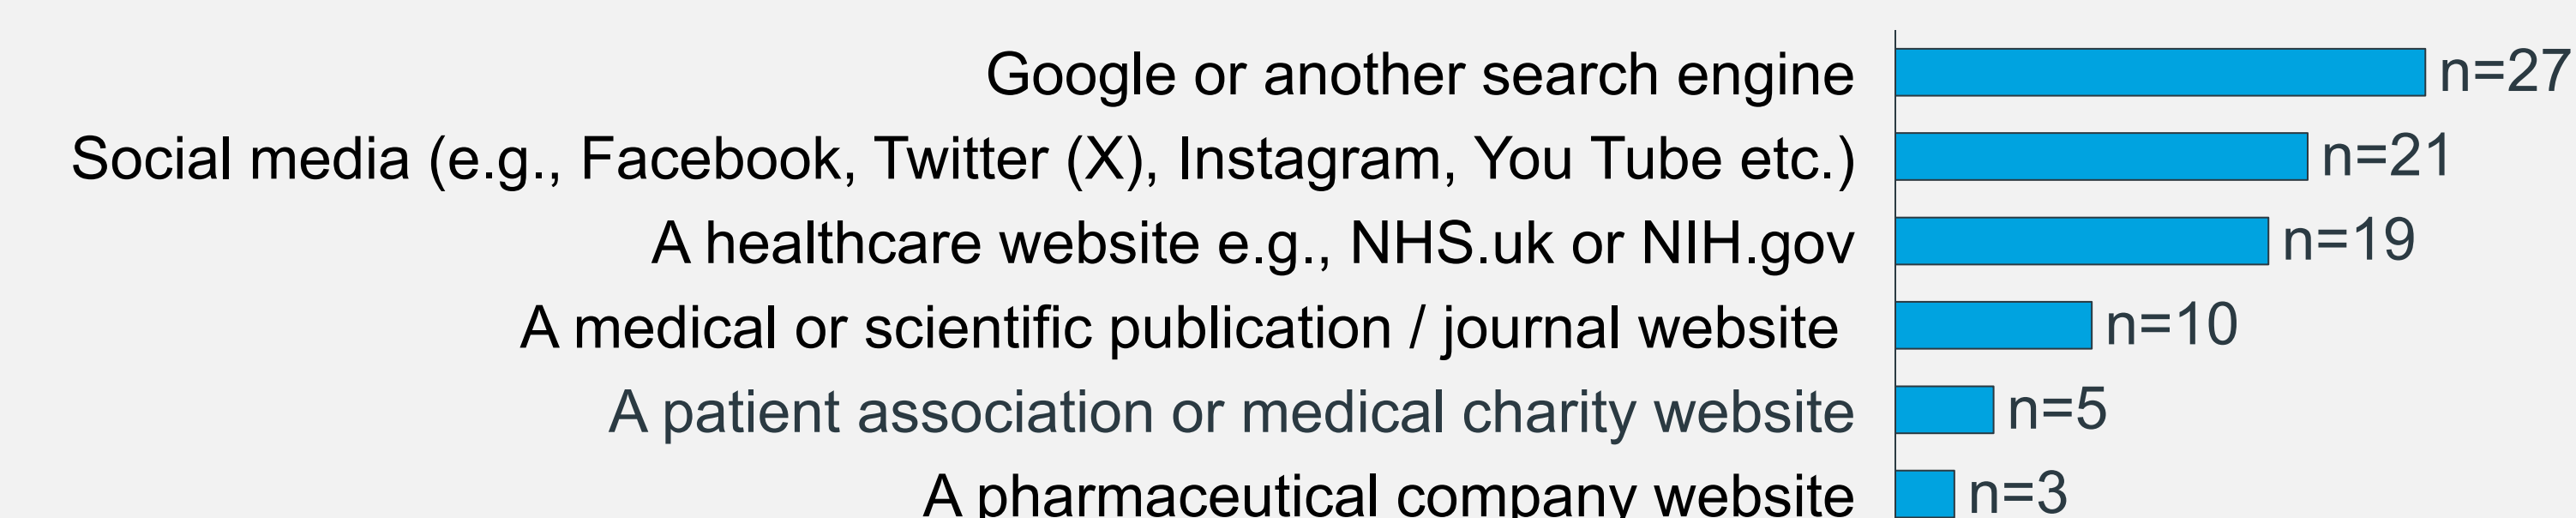 Google or another search engine n=27
Social media (e.g., Facebook, Twitter (X), Instagram, You Tube etc.) n=21
A healthcare website e.g., NHS.uk or NIH.gov n=19
A medical or scientific publication / journal website n=10
A patient association or medical charity website n=5
A pharmaceutical company website n=3